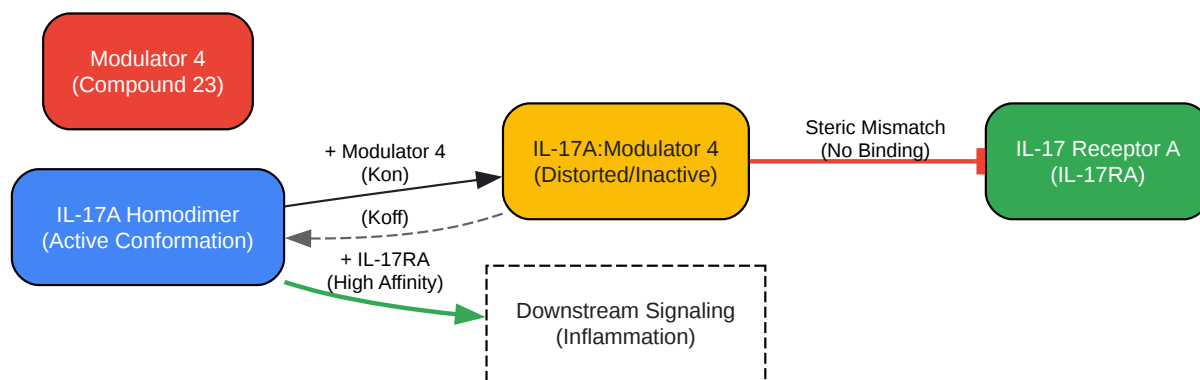 Modulator 4
(Compound 23)
IL-17A Homodimer
(Active Conformation)
+ Modulator 4
(Kon)
(Koff)
+ IL-17RA
(High Affinity)
IL-17A:Modulator 4
(Distorted/Inactive)
Downstream Signaling
(Inflammation)
Steric Mismatch
(No Binding)
IL-17 Receptor A
(IL-17RA)